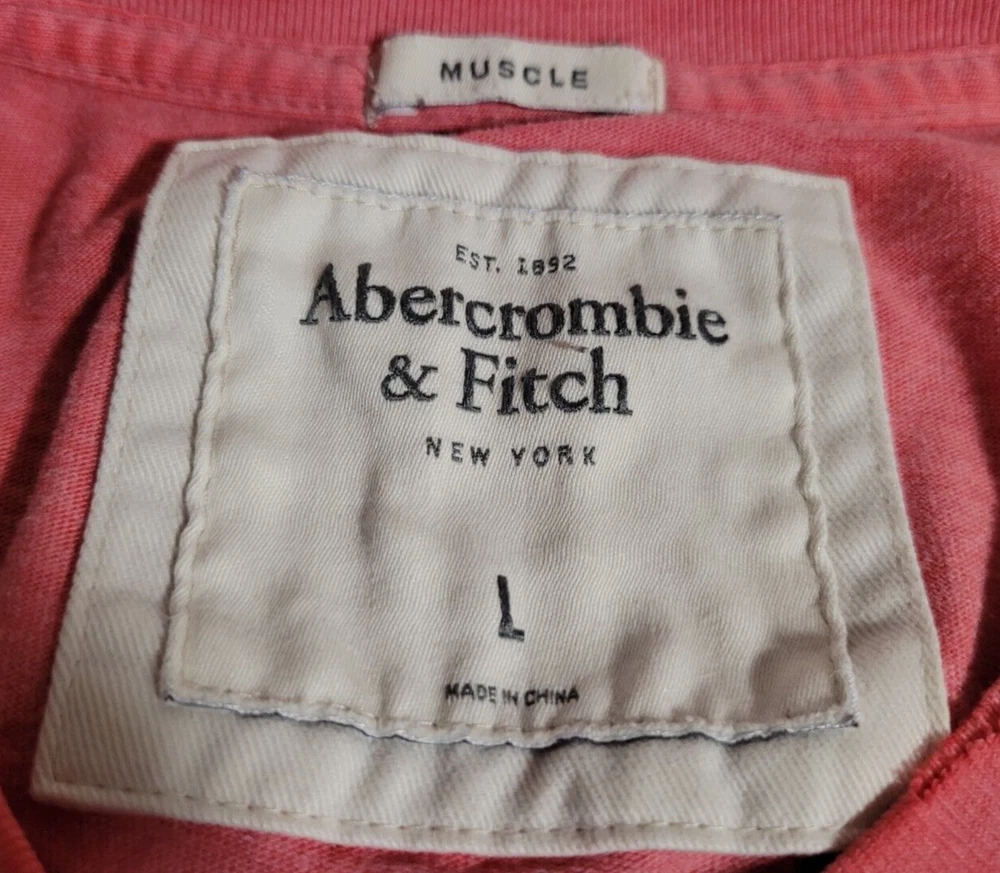 MUSCLE
EST. 1892
Abercrombie
& Fitch
NEW YORK
L
MADE IN CHINA